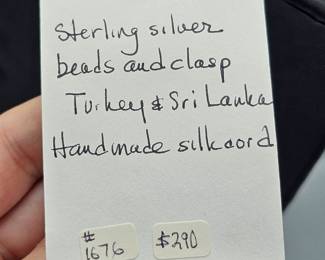 Sterling silver
beads and clasp
Turkey & Sri Lanka
Handmade silk cord
# 1676
$290